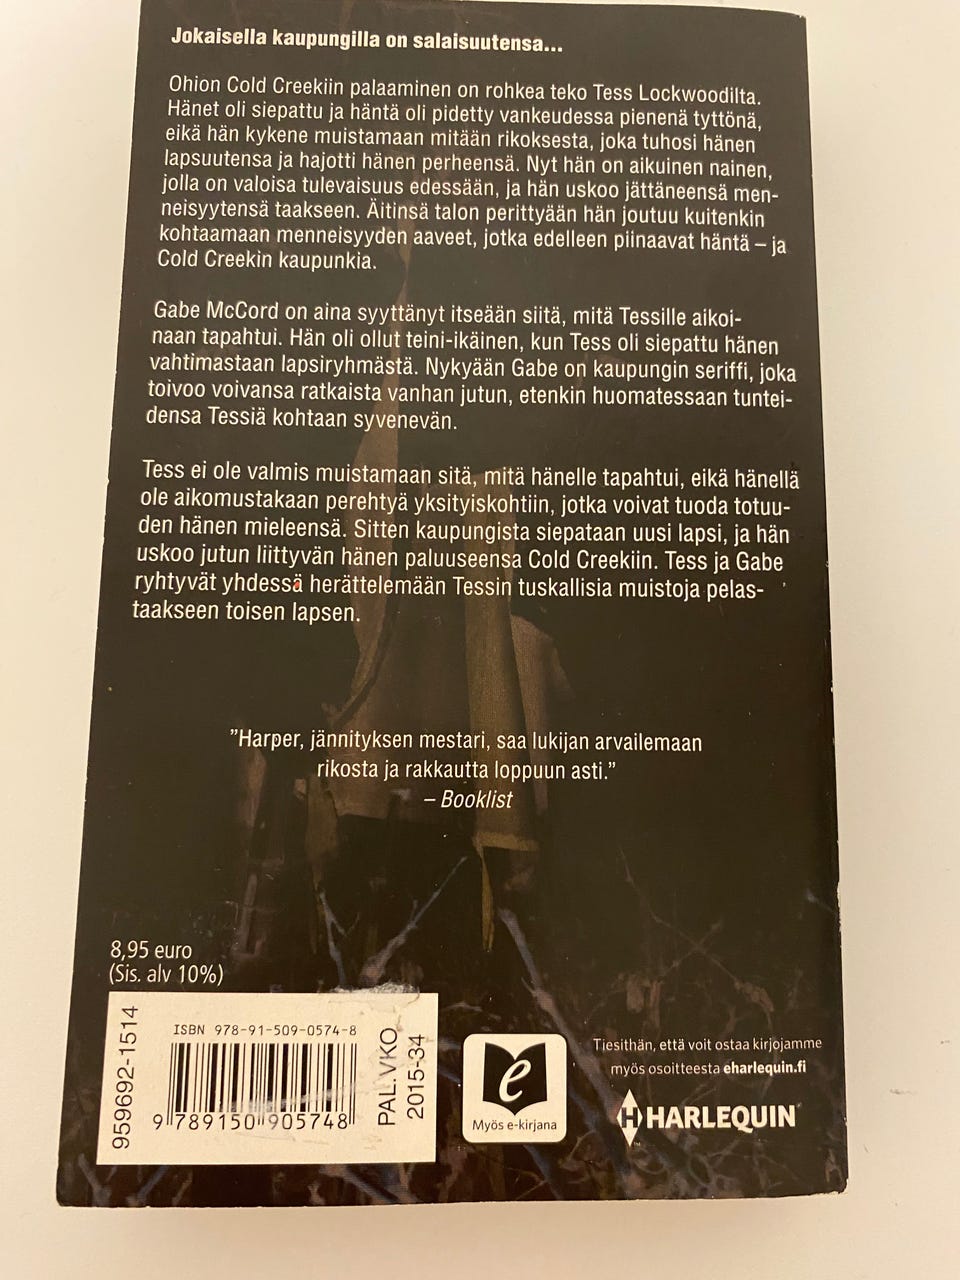 Jokaisella kaupungilla on salaisuutensa...
Ohion Cold Creekiin palaaminen on rohkea teko Tess Lockwoodilta.
Hänet oli siepattu ja häntä oli pidetty vankeudessa pienenä tyttönä,
eikä hän kykene muistamaan mitään rikoksesta, joka tuhosi hänen
lapsuutensa ja hajotti hänen perheensä. Nyt hän on aikuinen nainen,
jolla on valoisa tulevaisuus edessään, ja hän uskoo jättäneensä men-
neisyytensä taakseen. Äitinsä talon perittyään hän joutuu kuitenkin
kohtaamaan menneisyyden aaveet, jotka edelleen piinaavat häntä – ja
Cold Creekin kaupunkia.
Gabe McCord on aina syyttänyt itseään siitä, mitä Tessille aikoi-
naan tapahtui. Hän oli ollut teini-ikäinen, kun Tess oli siepattu hänen
vahtimastaan lapsiryhmästä. Nykyään Gabe on kaupungin seriffi, joka
toivoo voivansa ratkaista vanhan jutun, etenkin huomatessaan tuntei-
densa Tessiä kohtaan syvenevän.
Tess ei ole valmis muistamaan sitä, mitä hänelle tapahtui, eikä hänellä
ole aikomustakaan perehtyä yksityiskohtiin, jotka voivat tuoda totuu-
den hänen mieleensä. Sitten kaupungista siepataan uusi lapsi, ja hän
uskoo jutun liittyvän hänen paluuseensa Cold Creekiin. Tess ja Gabe
ryhtyvät yhdessä herättelemään Tessin tuskallisia muistoja pelas-
taakseen toisen lapsen.
”Harper, jännityksen mestari, saa lukijan arvailemaan
rikosta ja rakkautta loppuun asti.”
– Booklist
8,95 euro
(Sis. alv 10%)
959692-1514
ISBN 978-91-509-0574-8
9 789150 905748
PAL.VKO
2015-34
e
Myös e-kirjana
Tiesithän, että voit ostaa kirjojamme
myös osoitteesta eharlequin.fi
H HARLEQUIN
™